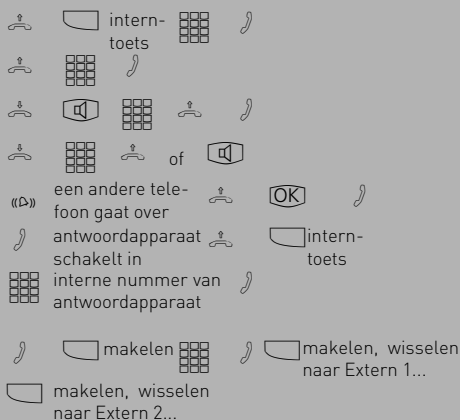 intern-
toets
of
een andere tele-
foon gaat over
OK
antwoordapparaat
schakelt in
intern-
toets
interne nummer van
antwoordapparaat
makelen
makelen, wisselen
naar Extern 1...
makelen, wisselen
naar Extern 2...